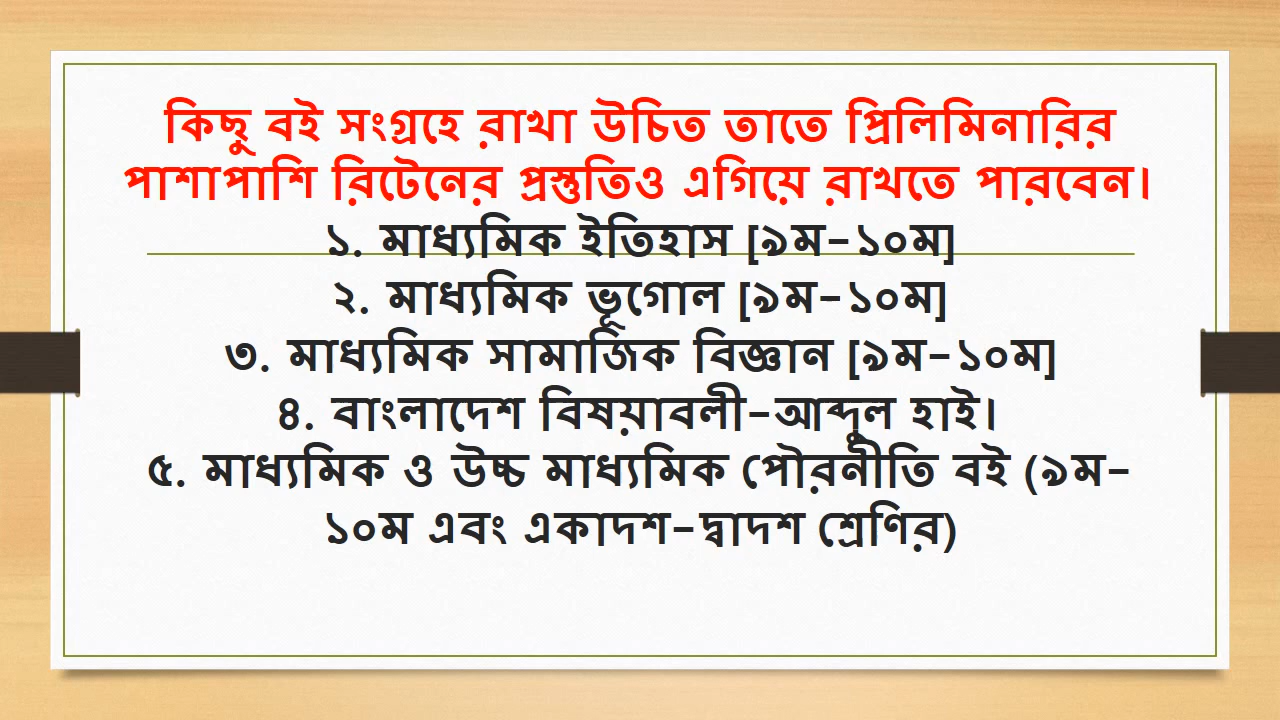 কিছু বই সংগ্রহে রাখা উচিত তাতে প্রিলিমিনারির
পাশাপাশি রিটেনের প্রস্তুতিও এগিয়ে রাখতে পারবেন।
১. মাধ্যমিক ইতিহাস [৯ম-১০ম]
২. মাধ্যমিক ভূগোল [৯ম-১০ম]
৩. মাধ্যমিক সামাজিক বিজ্ঞান [৯ম-১০ম]
৪. বাংলাদেশ বিষয়াবলী-আব্দুল হাই।
৫. মাধ্যমিক ও উচ্চ মাধ্যমিক পৌরনীতি বই (৯ম-
১০ম এবং একাদশ-দ্বাদশ শ্রেণির)